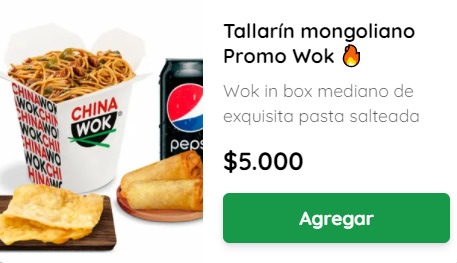 Tallarín mongoliano
Promo Wok 🔥
Wok in box mediano de
exquisita pasta salteada
$5.000
Agregar
CHINA
WOK
pepsi